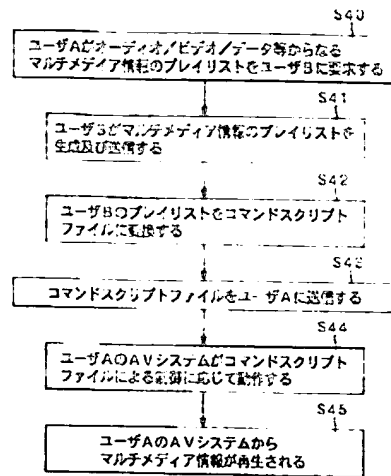 S40
ユーザAがオーディオ/ビデオ/データ等からなる
マルチメディア情報のプレイリストをユーザBに要求する
S41
ユーザBがマルチメディア情報のプレイリストを
生成及び送信する
S42
ユーザBのプレイリストをコマンドスクリプト
ファイルに変換する
S43
コマンドスクリプトファイルをユーザAに送信する
S44
ユーザAのAVシステムがコマンドスクリプト
ファイルによる制御に応じて動作する
S45
ユーザAのAVシステムから
マルチメディア情報が再生される